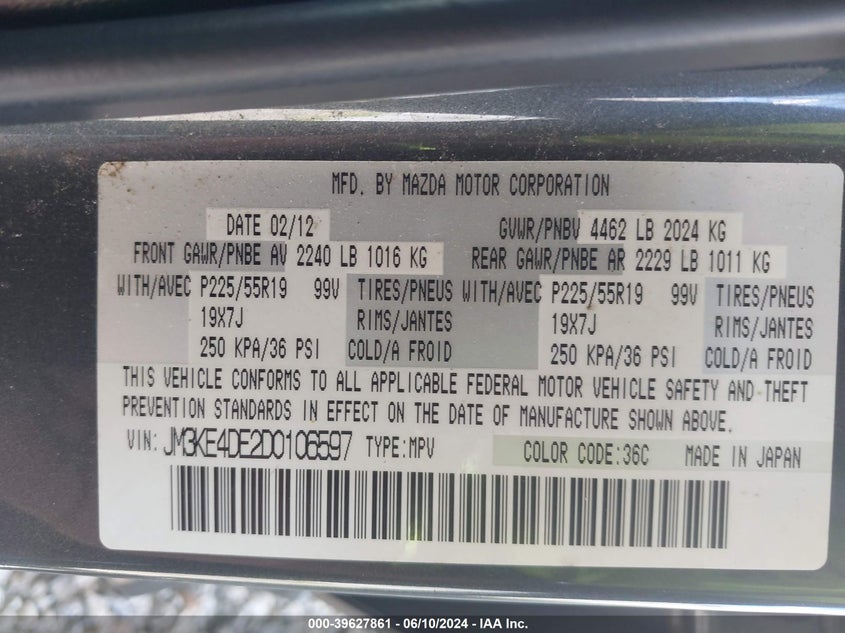 MFD. BY MAZDA MOTOR CORPORATION
DATE 02/12 GVWR/PNBV 4462 LB 2024 KG
FRONT GAWR/PNBE AV 2240 LB 1016 KG REAR GAWR/PNBE AR 2229 LB 1011 KG
WITH/AVEC P225/55R19 99V TIRES/PNEUS WITH/AVEC P225/55R19 99V TIRES/PNEUS
19X7J RIMS/JANTES 19X7J RIMS/JANTES
250 KPA/36 PSI COLD/A FROID 250 KPA/36 PSI COLD/A FROID
THIS VEHICLE CONFORMS TO ALL APPLICABLE FEDERAL MOTOR VEHICLE SAFETY AND THEFT
PREVENTION STANDARDS IN EFFECT ON THE DATE OF MANUFACTURE SHOWN ABOVE.
VIN: JM3KE4DE2D0106597 TYPE:MPV COLOR CODE:36C MADE IN JAPAN
000-39627861 - 06/10/2024 - IAA Inc.